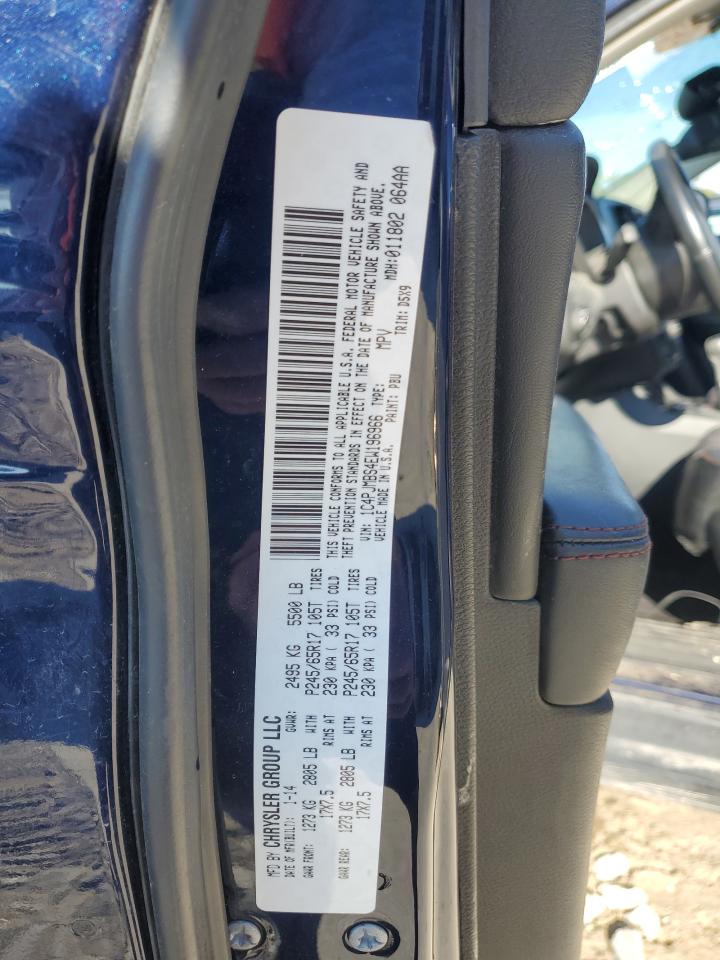 MFD BY CHRYSLER GROUP LLC
DATE OF MFR(BUILT): 1-14 GVWR: 2495 KG 5500 LB
GAWR FRONT: 1273 KG 2805 LB WITH P245/65R17 105T TIRES
17X7.5 RIMS AT 230 KPA ( 33 PSI) COLD
GAWR REAR: 1273 KG 2805 LB WITH P245/65R17 105T TIRES
17X7.5 RIMS AT 230 KPA ( 33 PSI) COLD
THIS VEHICLE CONFORMS TO ALL APPLICABLE U.S.A. FEDERAL MOTOR VEHICLE SAFETY AND
THEFT PREVENTION STANDARDS IN EFFECT ON THE DATE OF MANUFACTURE SHOWN ABOVE.
VIN: 1C4PJMBS4EW196966 TYPE: MPV MDH:011802 064AA
VEHICLE MADE IN U.S.A. PAINT: PBU TRIM: D5X9